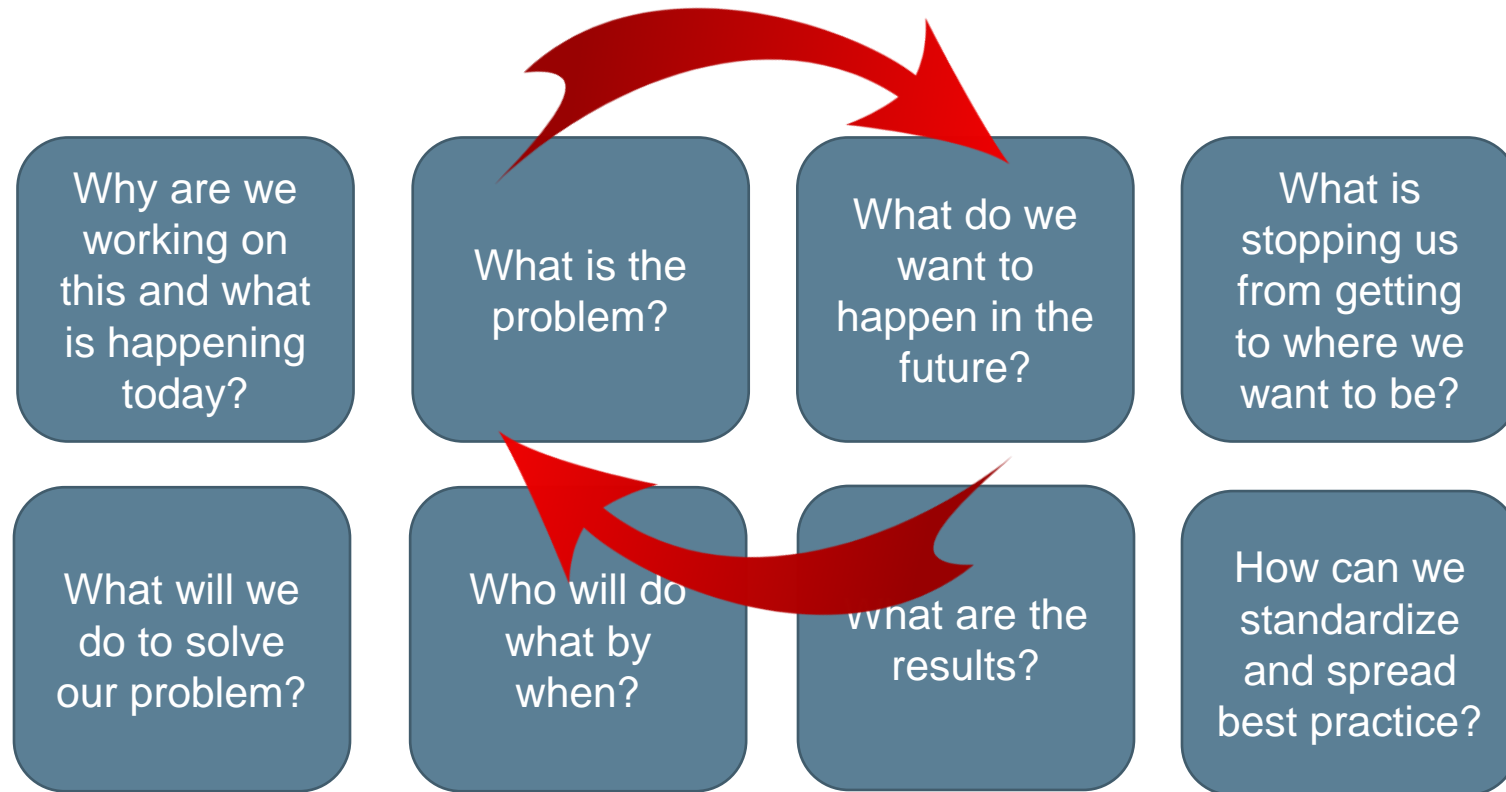 Why are we
working on
this and what
is happening
today?
What is the
problem?
What do we
want to
happen in the
future?
What is
stopping us
from getting
to where we
want to be?
What will we
do to solve
our problem?
Who will do
what by
when?
What are the
results?
How can we
standardize
and spread
best practice?